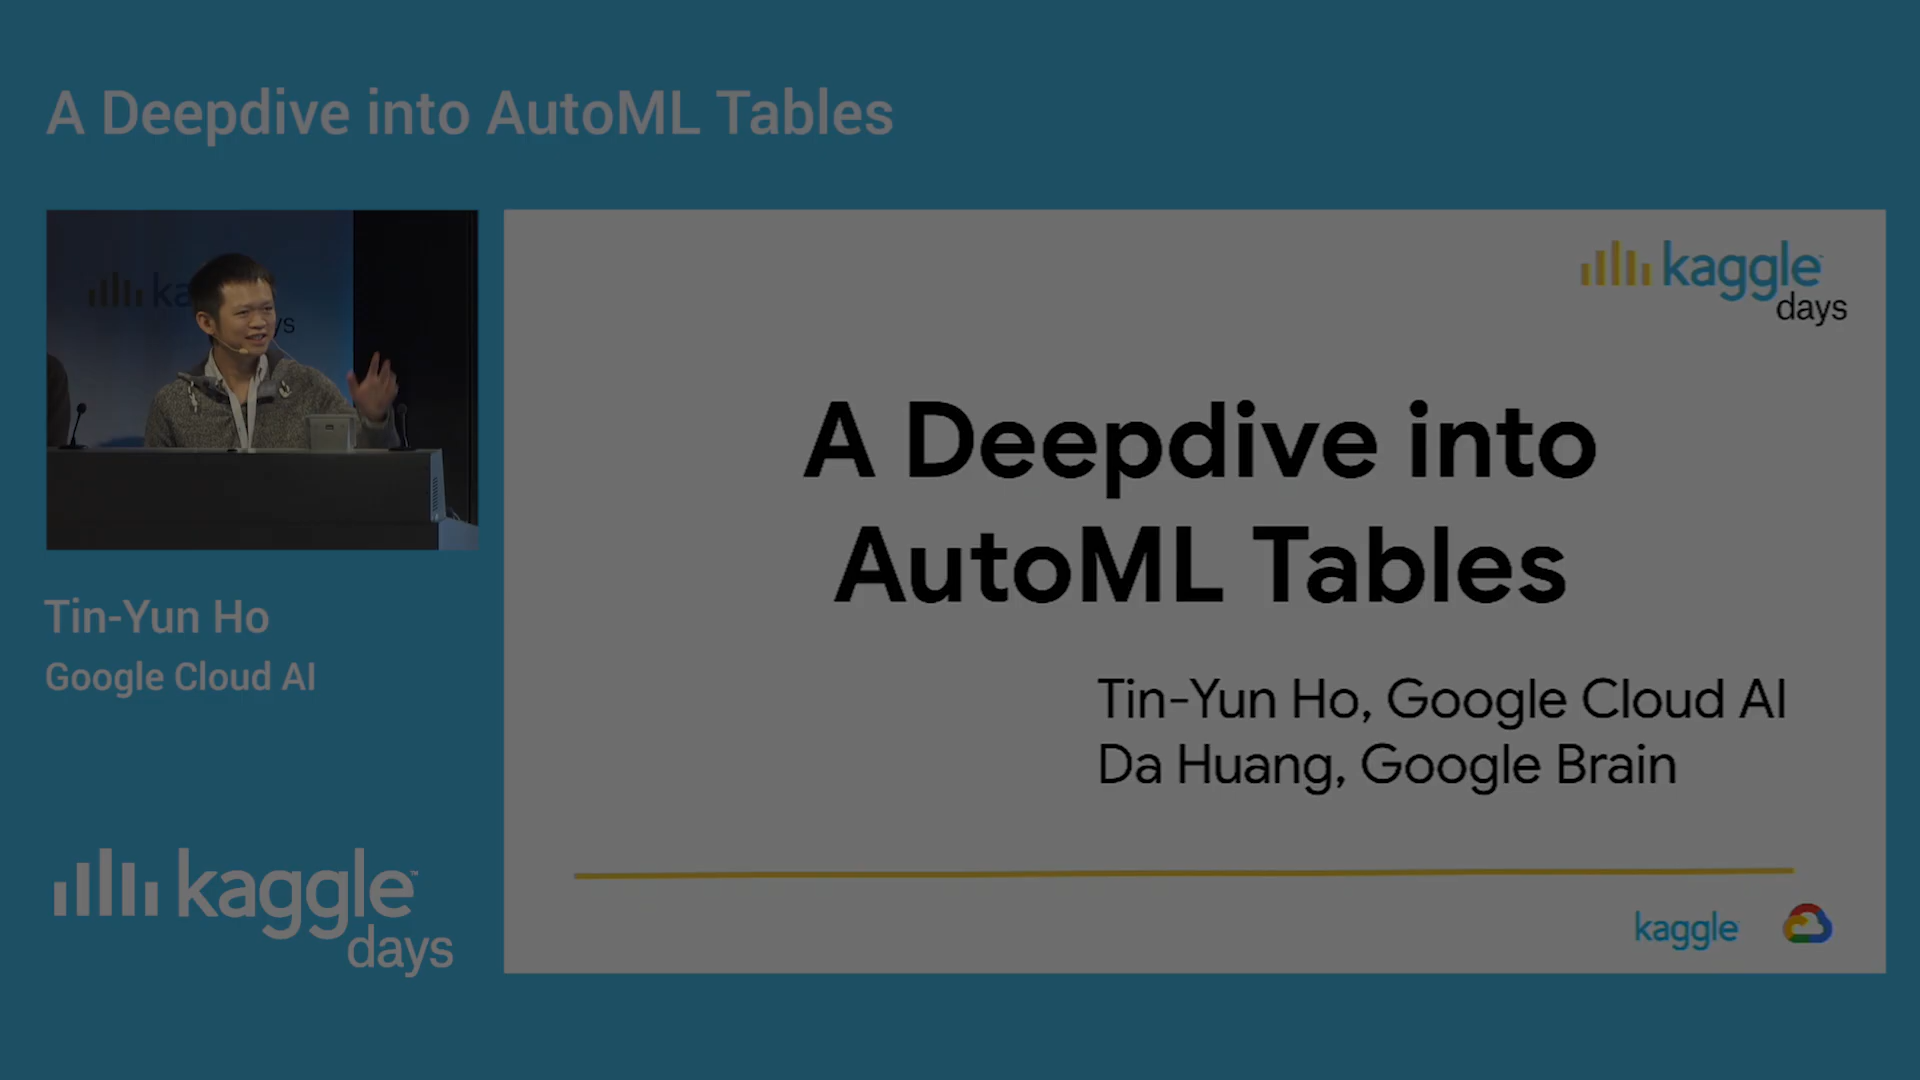 A Deepdive into AutoML Tables
kaggle
days
A Deepdive into
AutoML Tables
Tin-Yun Ho, Google Cloud AI
Da Huang, Google Brain
kaggle
Tin-Yun Ho
Google Cloud AI
kaggle
days